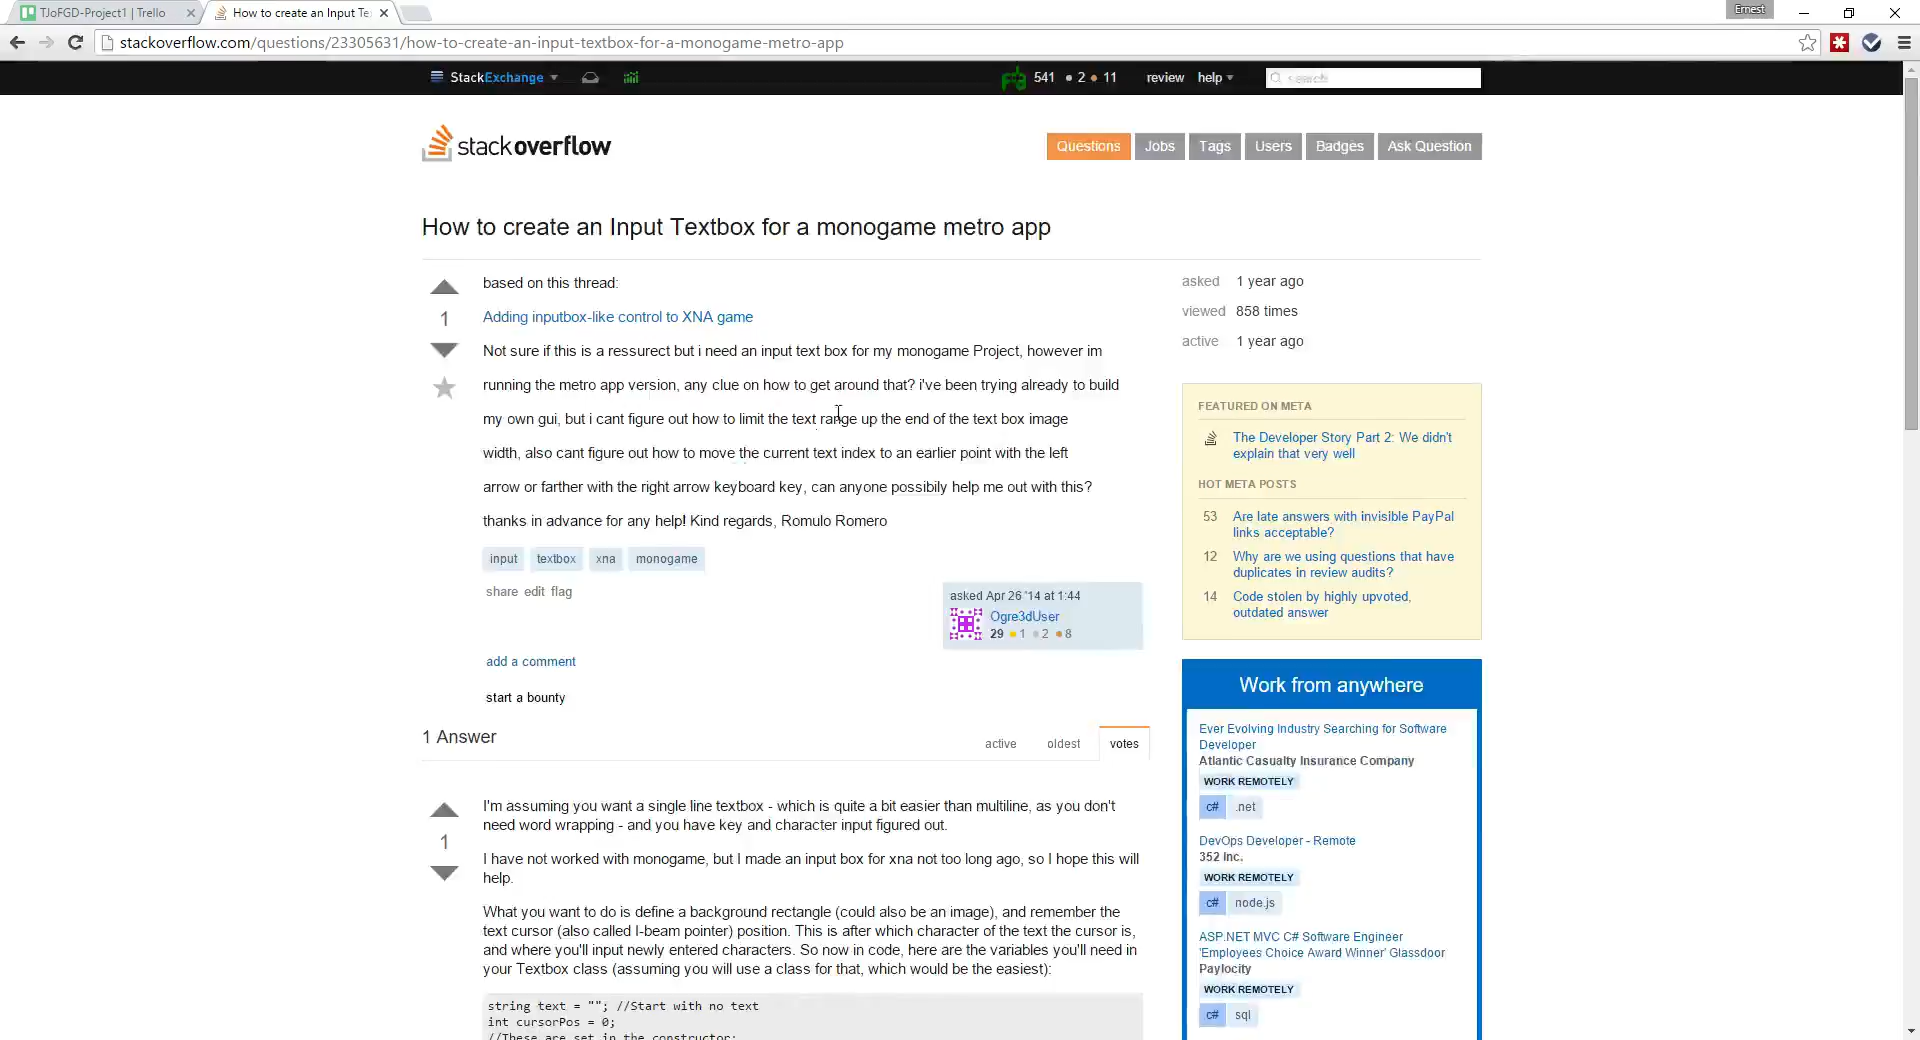 TJoFGD-Project1 | Trello
How to create an Input Te
Ernest
stackoverflow.com/questions/23305631/how-to-create-an-input-textbox-for-a-monogame-metro-app
StackExchange
541 2 11
review
help
search
stackoverflow
Questions
Jobs
Tags
Users
Badges
Ask Question
How to create an Input Textbox for a monogame metro app
1
based on this thread:
Adding inputbox-like control to XNA game
Not sure if this is a ressurect but i need an input text box for my monogame Project, however im
running the metro app version, any clue on how to get around that? i've been trying already to build
my own gui, but i cant figure out how to limit the text range up the end of the text box image
width, also cant figure out how to move the current text index to an earlier point with the left
arrow or farther with the right arrow keyboard key, can anyone possibily help me out with this?
thanks in advance for any help! Kind regards, Romulo Romero
input textbox xna monogame
share edit flag
asked Apr 26 '14 at 1:44
Ogre3dUser
29 1 2 8
add a comment
start a bounty
1 Answer
active oldest votes
1
I'm assuming you want a single line textbox - which is quite a bit easier than multiline, as you don't
need word wrapping - and you have key and character input figured out.
I have not worked with monogame, but I made an input box for xna not too long ago, so I hope this will
help.
What you want to do is define a background rectangle (could also be an image), and remember the
text cursor (also called I-beam pointer) position. This is after which character of the text the cursor is,
and where you'll input newly entered characters. So now in code, here are the variables you'll need in
your Textbox class (assuming you will use a class for that, which would be the easiest):
string text = ""; //Start with no text
int cursorPos = 0;
//These are set in the constructor:
asked 1 year ago
viewed 858 times
active 1 year ago
FEATURED ON META
The Developer Story Part 2: We didn't
explain that very well
HOT META POSTS
53 Are late answers with invisible PayPal
links acceptable?
12 Why are we using questions that have
duplicates in review audits?
14 Code stolen by highly upvoted,
outdated answer
Work from anywhere
Ever Evolving Industry Searching for Software
Developer
Atlantic Casualty Insurance Company
WORK REMOTELY
c# .net
DevOps Developer - Remote
352 Inc.
WORK REMOTELY
c# node.js
ASP.NET MVC C# Software Engineer
'Employees Choice Award Winner' Glassdoor
Paylocity
WORK REMOTELY
c# sql